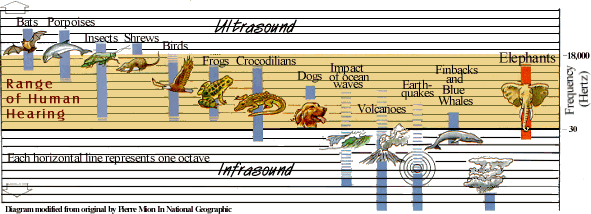 Ultrasound
Bats
Porpoises
Insects
Shrews
Birds
Frogs
Crocodilians
Dogs
Impact
of ocean
waves
Volcanoes
Earth-
quakes
Finbacks
and
Blue
Whales
Elephants
18,000
30
Frequency
(Hertz)
Range
of Human
Hearing
Each horizontal line represents one octave
Infrasound
Diagram modified from original by Pierre Mion In National Geographic